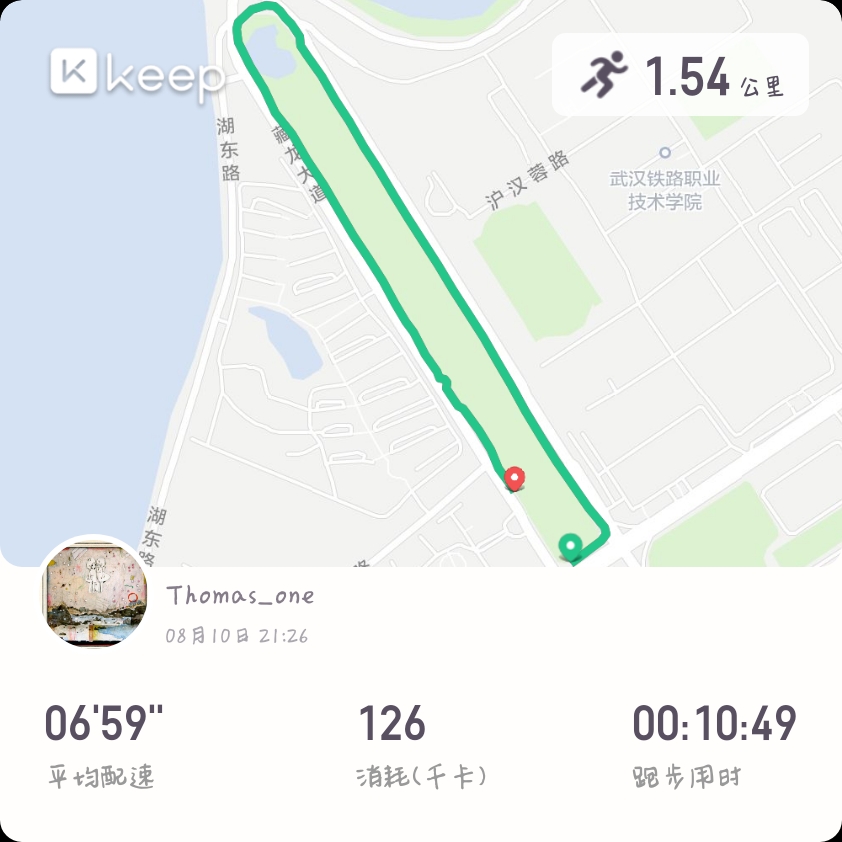 keep
1.54 公里
湖东路
藏龙大道
沪汉蓉路
武汉铁路职业
技术学院
湖东路
路
Thomas_one
08月10日 21:26
06'59" 126 00:10:49
平均配速 消耗(千卡) 跑步用时